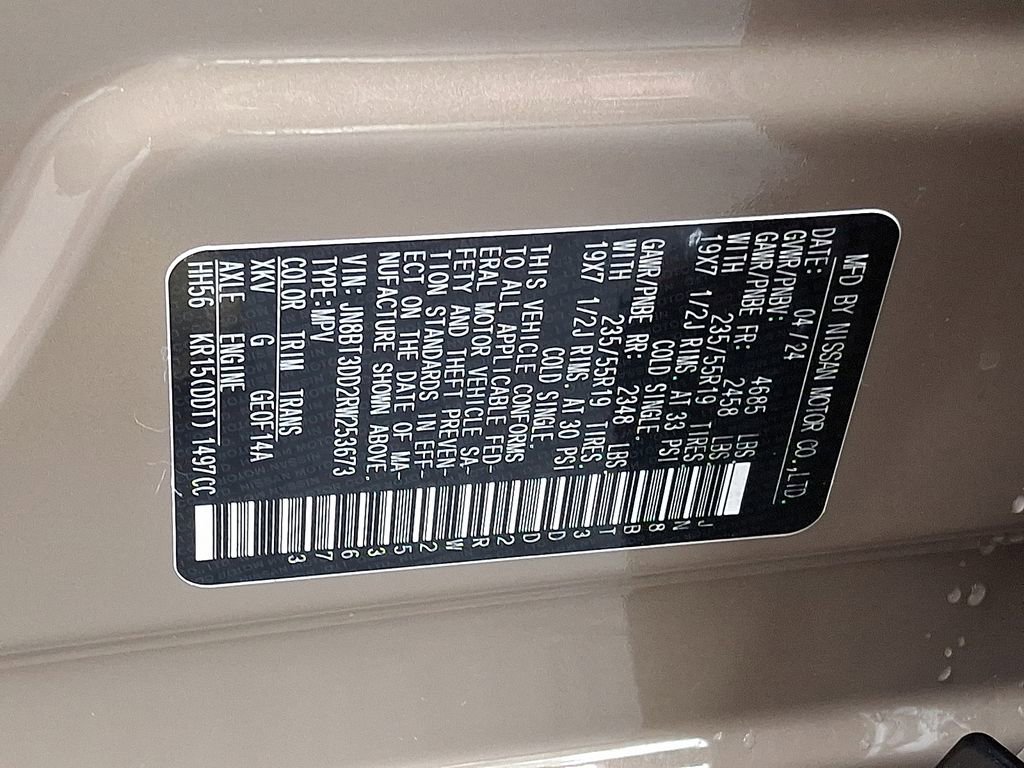 MFD BY NISSAN MOTOR CO.,LTD.
DATE: 04/24
GVWR/PNBV: 4685 LBS
GAWR/PNBE FR: 2458 LBS
WITH 235/55R19 TIRES
19X7 1/2J RIMS. AT 33 PSI
COLD SINGLE.
GAWR/PNBE RR: 2348 LBS.
WITH 235/55R19 TIRES.
19X7 1/2J RIMS. AT 30 PSI
COLD SINGLE
THIS VEHICLE CONFORMS
TO ALL APPLICABLE FED-
ERAL MOTOR VEHICLE SA-
FETY AND THEFT PREVEN-
TION STANDARDS IN EFF-
ECT ON THE DATE OF MA-
NUFACTURE SHOWN ABOVE.
VIN: JN8BT3DD2RW253673
TYPE:MPV
COLOR TRIM TRANS
XKV G GE0F14A
AXLE ENGINE
HH56 KR15(DDT) 1497CC
JN8BT3DD2RW253673